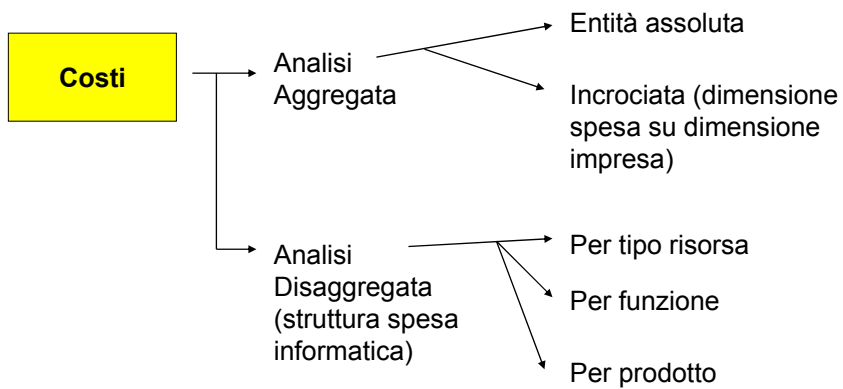 Costi
Analisi
Aggregata
Entità assoluta
Incrociata (dimensione
spesa su dimensione
impresa)
Analisi
Disaggregata
(struttura spesa
informatica)
Per tipo risorsa
Per funzione
Per prodotto